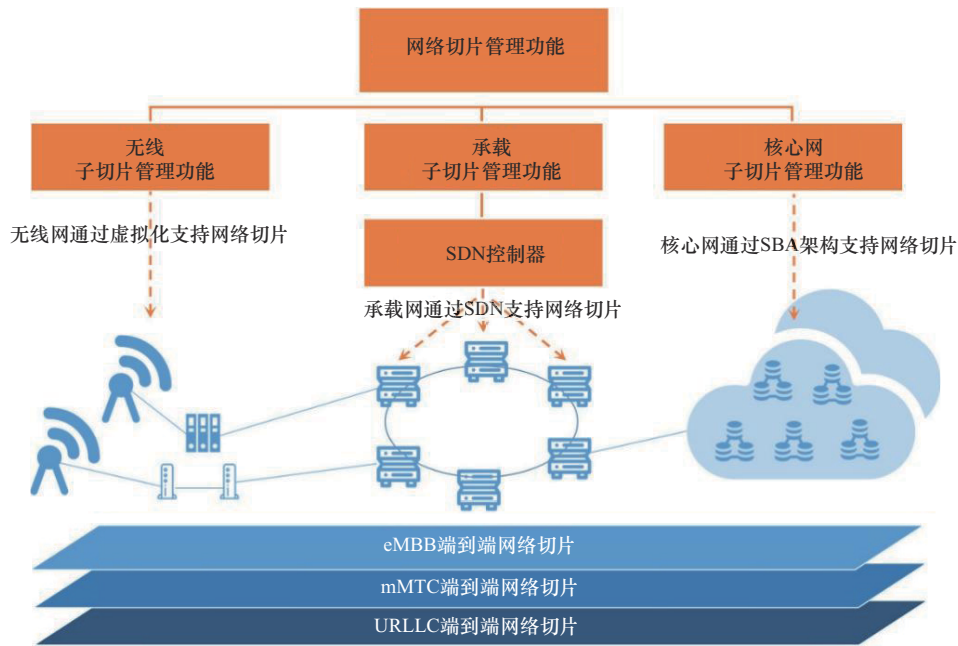 网络切片管理功能
无线
子切片管理功能
承载
子切片管理功能
核心网
子切片管理功能
无线网通过虚拟化支持网络切片
SDN控制器
核心网通过SBA架构支持网络切片
承载网通过SDN支持网络切片
eMBB端到端网络切片
mMTC端到端网络切片
URLLC端到端网络切片